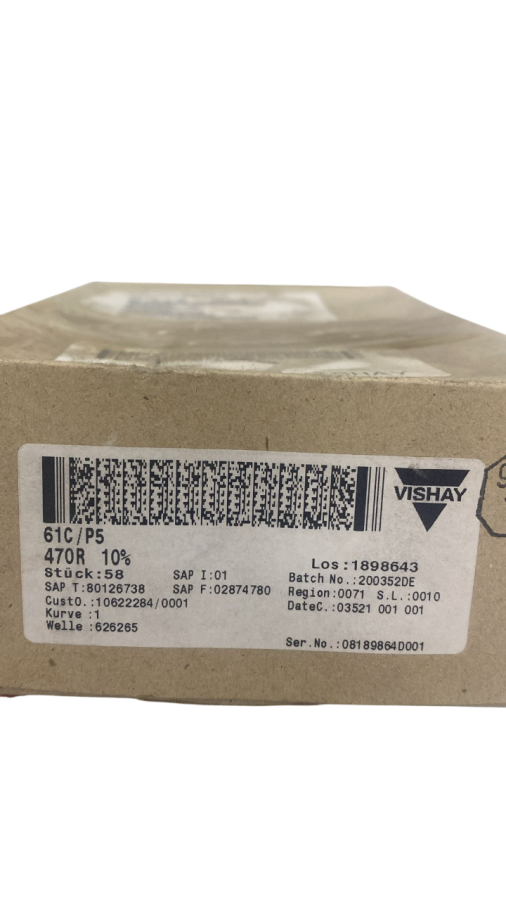 VISHAY
61C/P5
470R 10%
Stück:58 SAP I:01
SAP T:80126738 SAP F:02874780
CustO.:10622284/0001
Kurve :1
Welle :626265
Los:1898643
Batch No.:200352DE
Region:0071 S.L.:0010
DateC.:03521 001 001
Ser.No.:08189864D001